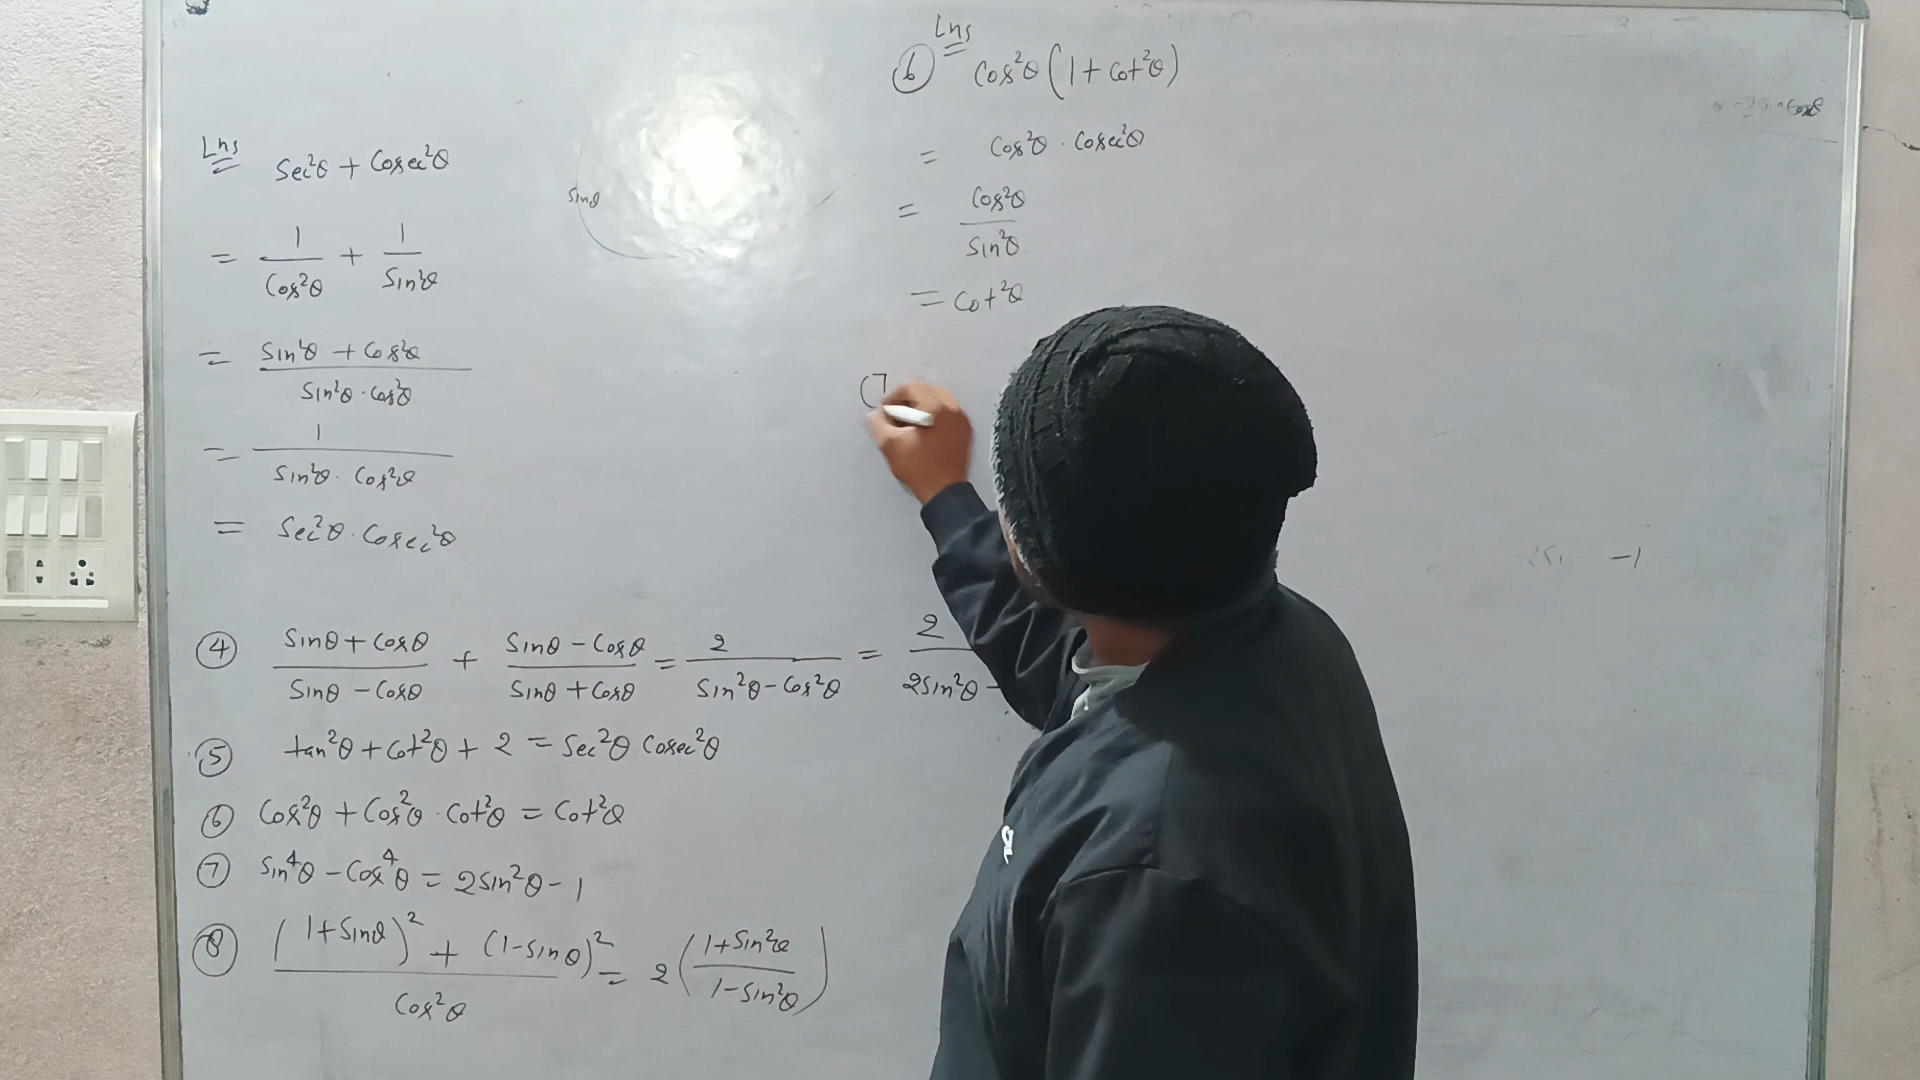 Lhs
sec²θ + cosec²θ
= 1/cos²θ + 1/sin²θ
= (sin²θ + cos²θ)/(sin²θ · cos²θ)
= 1/(sin²θ · cos²θ)
= sec²θ · cosec²θ
sinθ
Lhs
⑥ cos²θ (1 + cot²θ)
= cos²θ · cosec²θ
= cos²θ/sin²θ
= cot²θ
④ (sinθ + cosθ)/(sinθ - cosθ) + (sinθ - cosθ)/(sinθ + cosθ) = 2/(sin²θ - cos²θ) = 2/(2sin²θ -
⑤ tan²θ + cot²θ + 2 = sec²θ cosec²θ
⑥ cos²θ + cos²θ · cot²θ = cot²θ
⑦ sin⁴θ - cos⁴θ = 2sin²θ - 1
⑧ ((1 + sinθ)² + (1 - sinθ)²)/cos²θ = 2((1 + sin²θ)/(1 - sin²θ))
-1